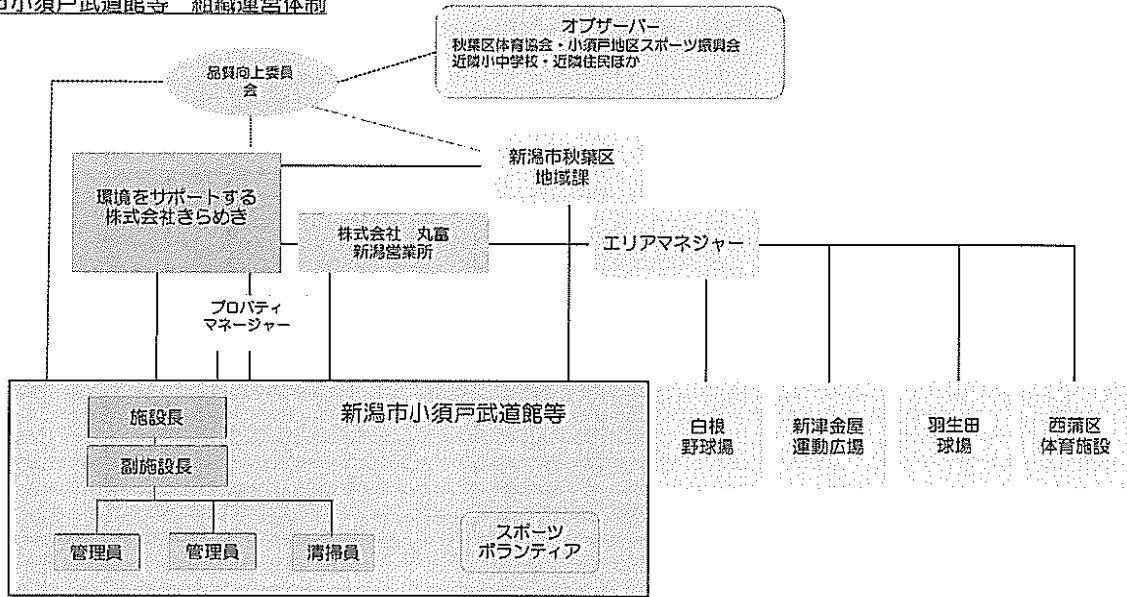 市小須戸武道館等 組織運営体制
オブザーバー
秋葉区体育協会・小須戸地区スポーツ振興会
近隣小中学校・近隣住民ほか
品質向上委員
会
新潟市秋葉区
地域課
環境をサポートする
株式会社きらめき
株式会社 丸富
新潟営業所
エリアマネジャー
プロパティ
マネージャー
新潟市小須戸武道館等
施設長
副施設長
管理員
管理員
清掃員
スポーツ
ボランティア
白根
野球場
新津金屋
運動広場
羽生田
球場
西蒲区
体育施設